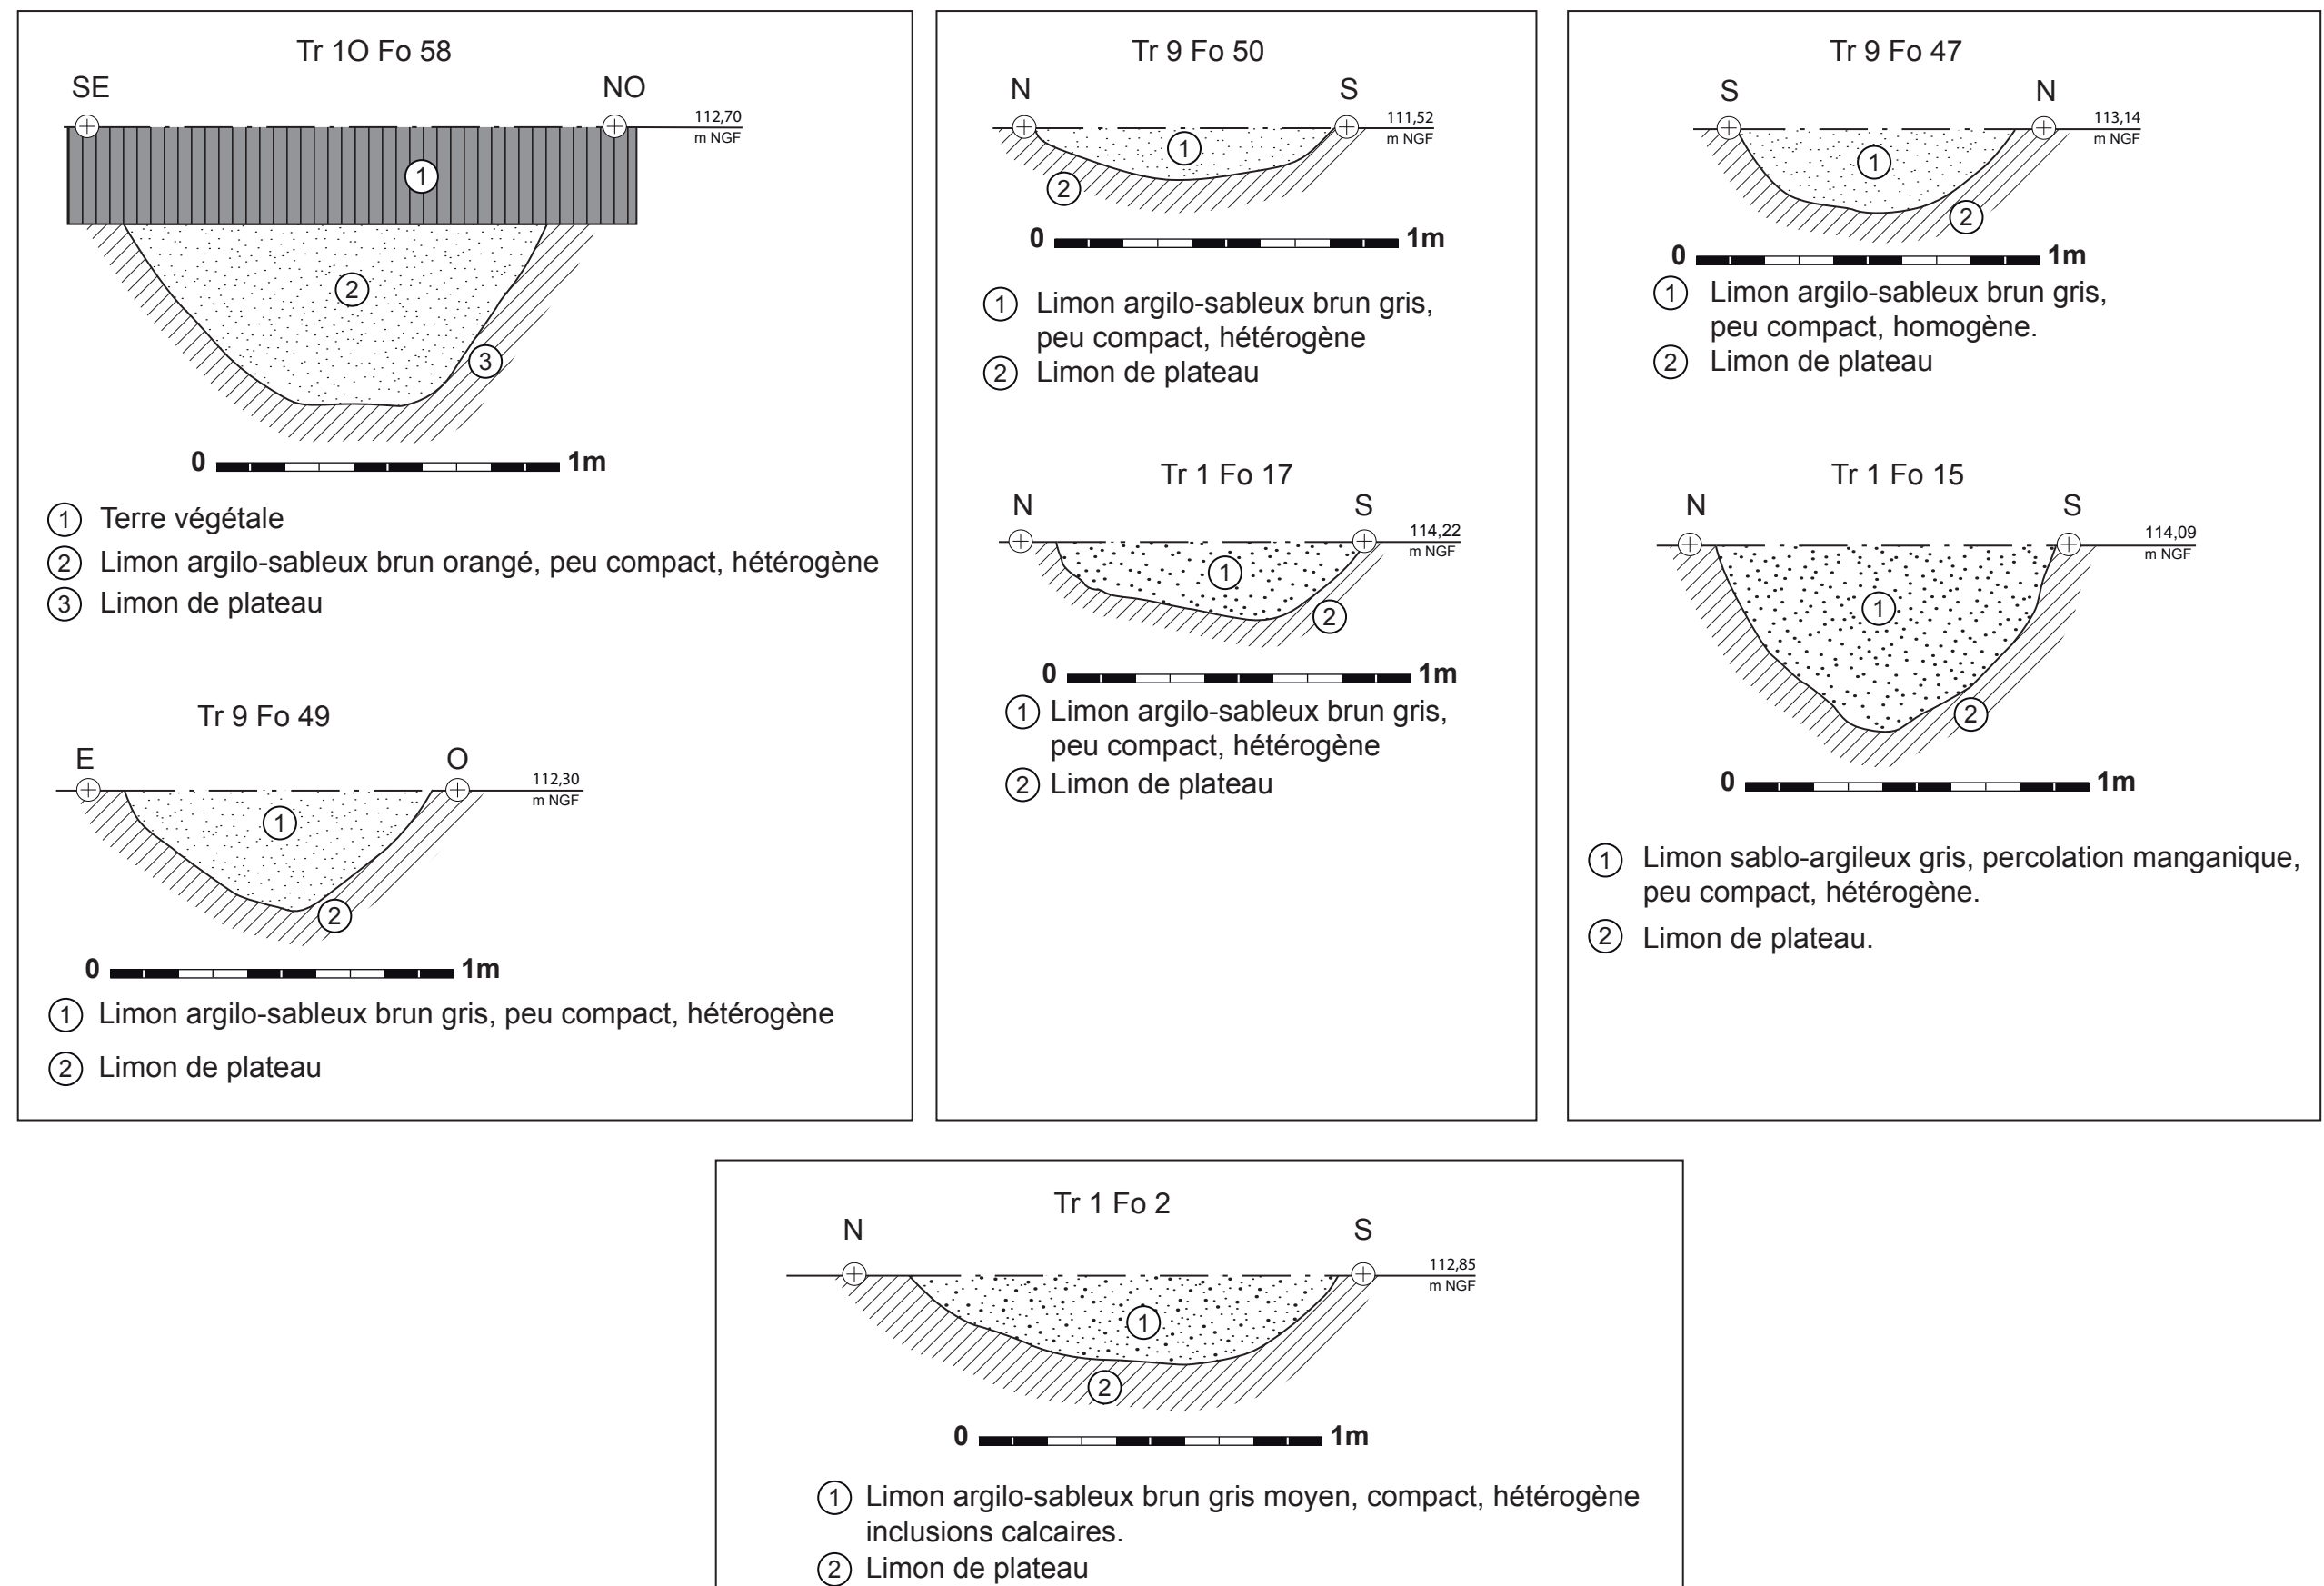 Tr 1O Fo 58
SE NO
112,70
m NGF
1
2
3
0 1m
1 Terre végétale
2 Limon argilo-sableux brun orangé, peu compact, hétérogène
3 Limon de plateau
Tr 9 Fo 49
E O
112,30
m NGF
1
2
0 1m
1 Limon argilo-sableux brun gris, peu compact, hétérogène
2 Limon de plateau
Tr 9 Fo 50
N S
111,52
m NGF
1
2
0 1m
1 Limon argilo-sableux brun gris,
peu compact, hétérogène
2 Limon de plateau
Tr 1 Fo 17
N S
114,22
m NGF
1
2
0 1m
1 Limon argilo-sableux brun gris,
peu compact, hétérogène
2 Limon de plateau
Tr 9 Fo 47
S N
113,14
m NGF
1
2
0 1m
1 Limon argilo-sableux brun gris,
peu compact, homogène.
2 Limon de plateau
Tr 1 Fo 15
N S
114,09
m NGF
1
2
0 1m
1 Limon sablo-argileux gris, percolation manganique,
peu compact, hétérogène.
2 Limon de plateau.
Tr 1 Fo 2
N S
112,85
m NGF
1
2
0 1m
1 Limon argilo-sableux brun gris moyen, compact, hétérogène
inclusions calcaires.
2 Limon de plateau